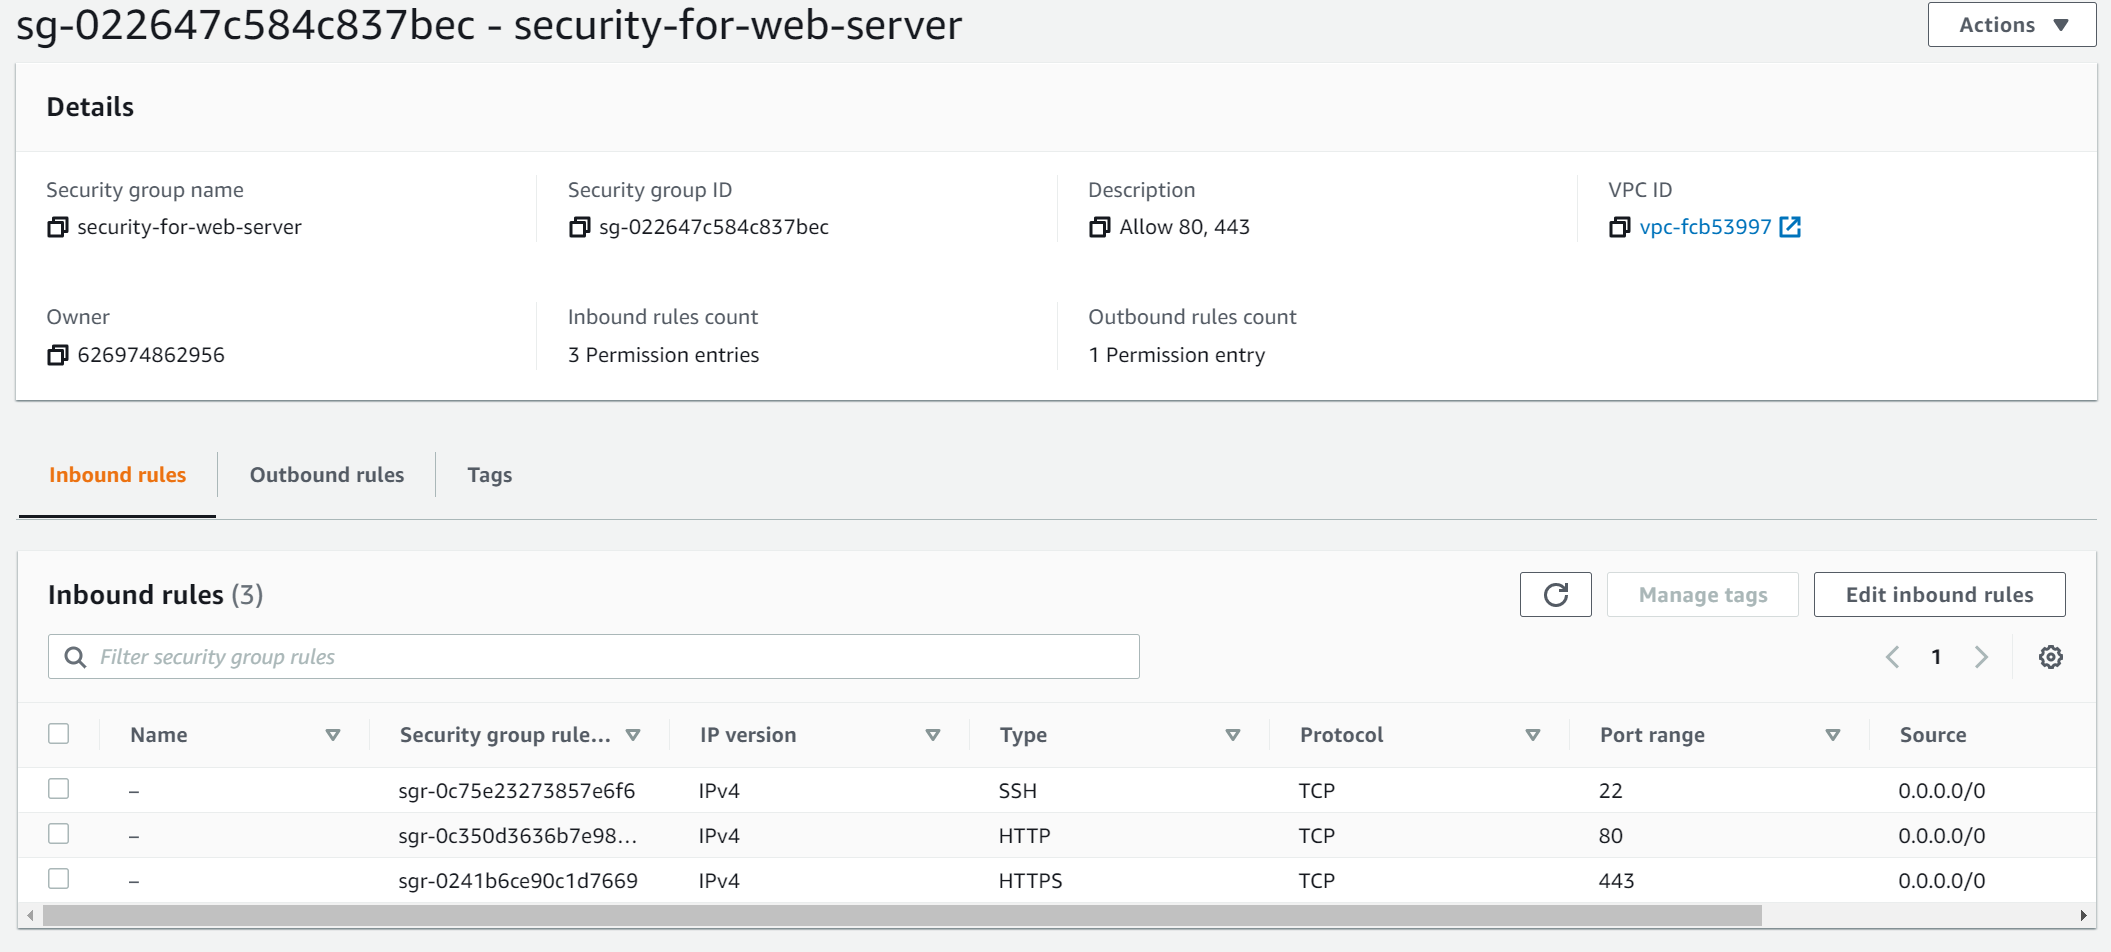 sg-022647c584c837bec - security-for-web-server
Actions
Details
Security group name
security-for-web-server
Security group ID
sg-022647c584c837bec
Description
Allow 80, 443
VPC ID
vpc-fcb53997
Owner
626974862956
Inbound rules count
3 Permission entries
Outbound rules count
1 Permission entry
Inbound rules
Outbound rules
Tags
Inbound rules (3)
Manage tags
Edit inbound rules
Filter security group rules
1
Name Security group rule... IP version Type Protocol Port range Source
– sgr-0c75e23273857e6f6 IPv4 SSH TCP 22 0.0.0.0/0
– sgr-0c350d3636b7e98... IPv4 HTTP TCP 80 0.0.0.0/0
– sgr-0241b6ce90c1d7669 IPv4 HTTPS TCP 443 0.0.0.0/0